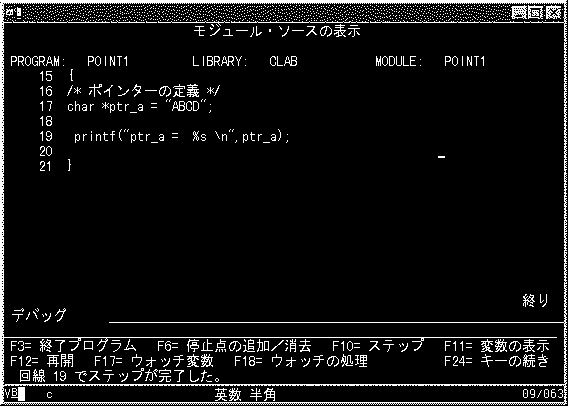 モジュール・ソースの表示
PROGRAM: POINT1 LIBRARY: CLAB MODULE: POINT1
15 {
16 /* ポインターの定義 */
17 char *ptr_a = "ABCD";
18
19 printf("ptr_a = %s \n",ptr_a);
20
21 }
終り
デバッグ
F3= 終了プログラム F6= 停止点の追加/消去 F10= ステップ F11= 変数の表示
F12= 再開 F17= ウォッチ変数 F18= ウォッチの処理 F24= キーの続き
回線 19 でステップが完了した。
VB c 英数 半角 09/063